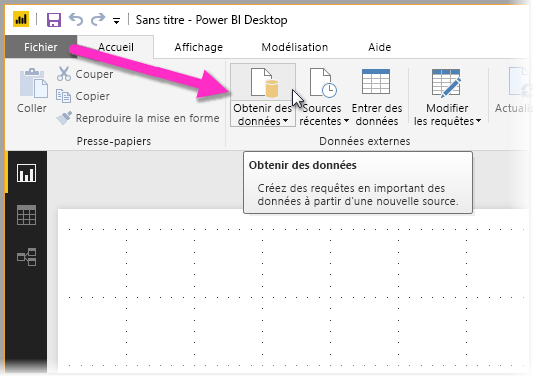 Sans titre - Power BI Desktop
Fichier Accueil Affichage Modélisation Aide
Coller
Couper
Copier
Reproduire la mise en forme
Presse-papiers
Obtenir des
données
Sources
récentes
Entrer des
données
Modifier
les requêtes
Données externes
Obtenir des données
Créez des requêtes en important des
données à partir d'une nouvelle source.